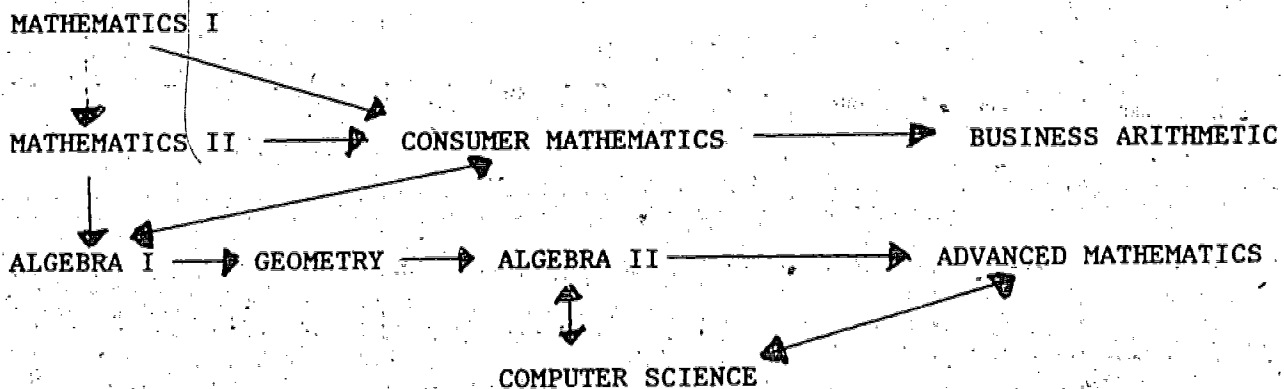 MATHEMATICS I
MATHEMATICS II CONSUMER MATHEMATICS BUSINESS ARITHMETIC
ALGEBRA I GEOMETRY ALGEBRA II ADVANCED MATHEMATICS
COMPUTER SCIENCE